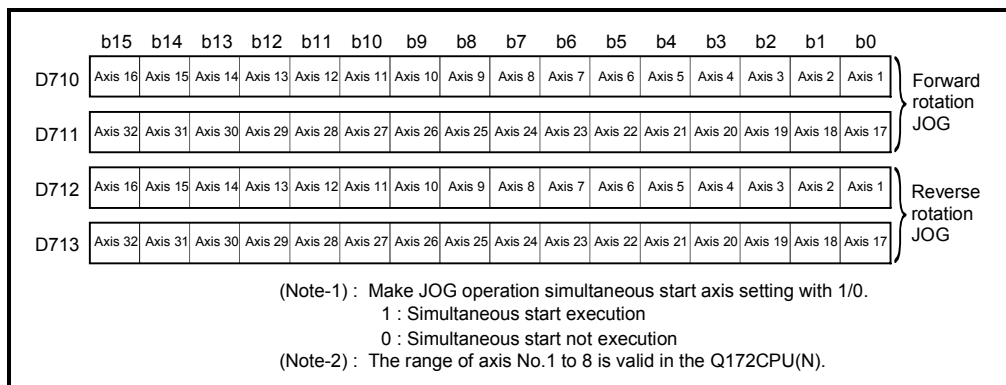 b15 b14 b13 b12 b11 b10 b9 b8 b7 b6 b5 b4 b3 b2 b1 b0
D710 Axis 16 Axis 15 Axis 14 Axis 13 Axis 12 Axis 11 Axis 10 Axis 9 Axis 8 Axis 7 Axis 6 Axis 5 Axis 4 Axis 3 Axis 2 Axis 1
D711 Axis 32 Axis 31 Axis 30 Axis 29 Axis 28 Axis 27 Axis 26 Axis 25 Axis 24 Axis 23 Axis 22 Axis 21 Axis 20 Axis 19 Axis 18 Axis 17
Forward
rotation
JOG
D712 Axis 16 Axis 15 Axis 14 Axis 13 Axis 12 Axis 11 Axis 10 Axis 9 Axis 8 Axis 7 Axis 6 Axis 5 Axis 4 Axis 3 Axis 2 Axis 1
D713 Axis 32 Axis 31 Axis 30 Axis 29 Axis 28 Axis 27 Axis 26 Axis 25 Axis 24 Axis 23 Axis 22 Axis 21 Axis 20 Axis 19 Axis 18 Axis 17
Reverse
rotation
JOG
(Note-1) : Make JOG operation simultaneous start axis setting with 1/0.
1 : Simultaneous start execution
0 : Simultaneous start not execution
(Note-2) : The range of axis No.1 to 8 is valid in the Q172CPU(N).